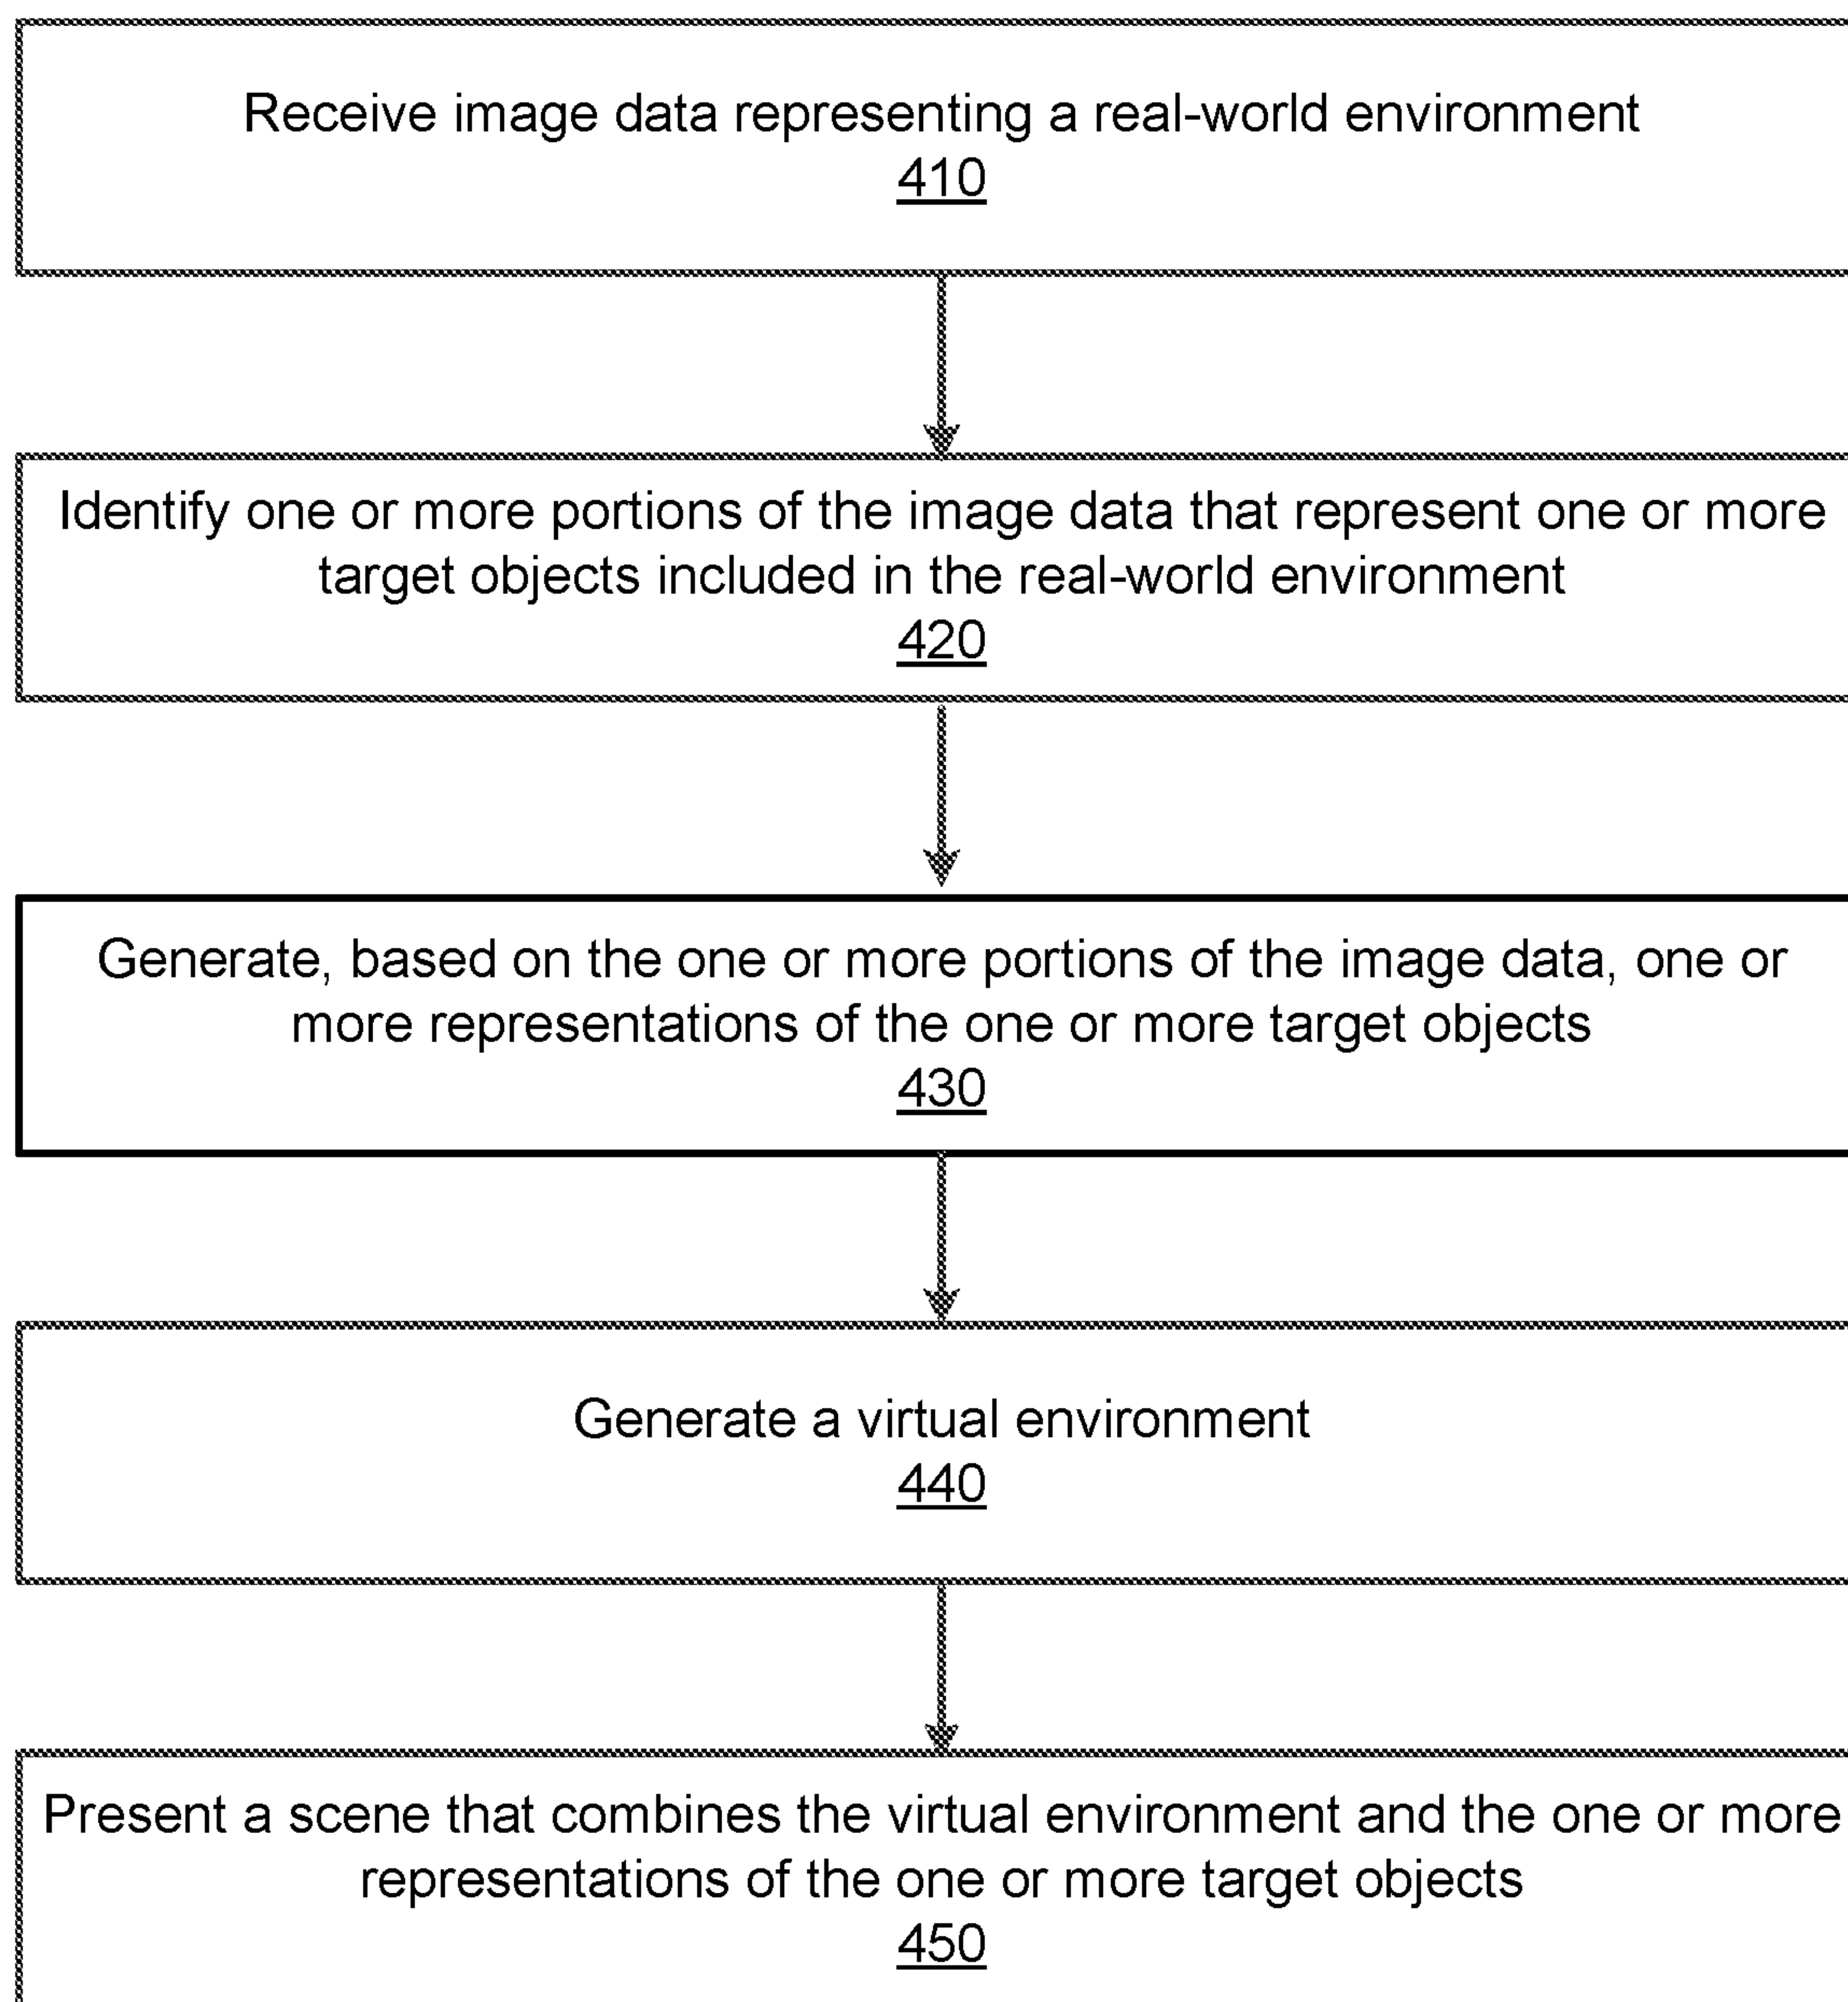 Receive image data representing a real-world environment
410
Identify one or more portions of the image data that represent one or more
target objects included in the real-world environment
420
Generate, based on the one or more portions of the image data, one or
more representations of the one or more target objects
430
Generate a virtual environment
440
Present a scene that combines the virtual environment and the one or more
representations of the one or more target objects
450